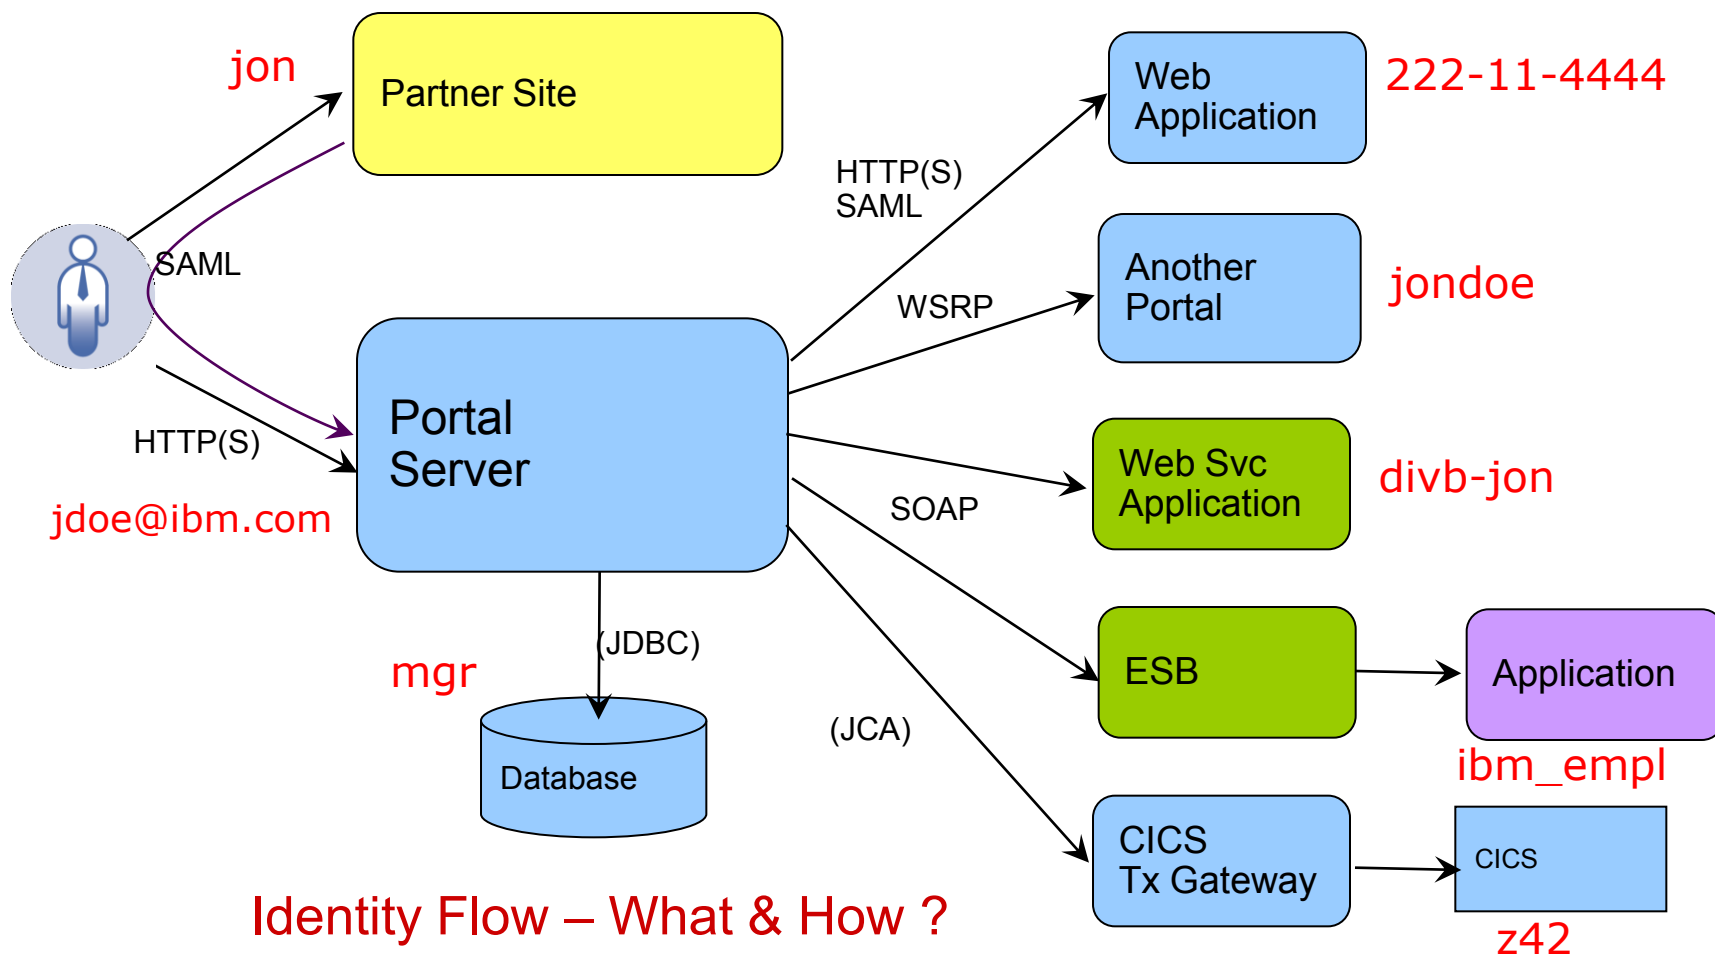 jon
Partner Site
Web
Application
222-11-4444
HTTP(S)
SAML
SAML
Another
Portal
jondoe
WSRP
Portal
Server
HTTP(S)
jdoe@ibm.com
Web Svc
Application
divb-jon
SOAP
(JDBC)
mgr
ESB
Application
ibm_empl
(JCA)
Database
CICS
Tx Gateway
CICS
z42
Identity Flow – What & How ?